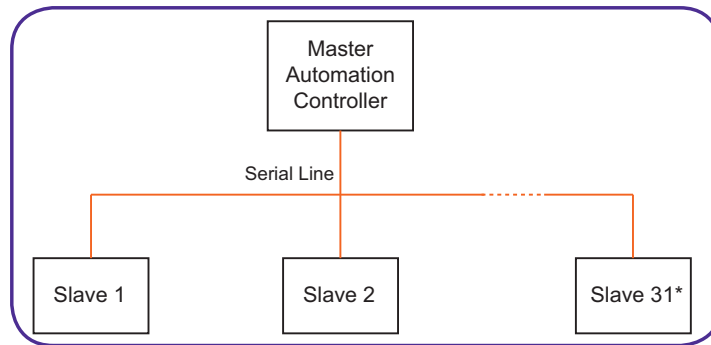 Master
Automation
Controller
Serial Line
Slave 1
Slave 2
Slave 31*